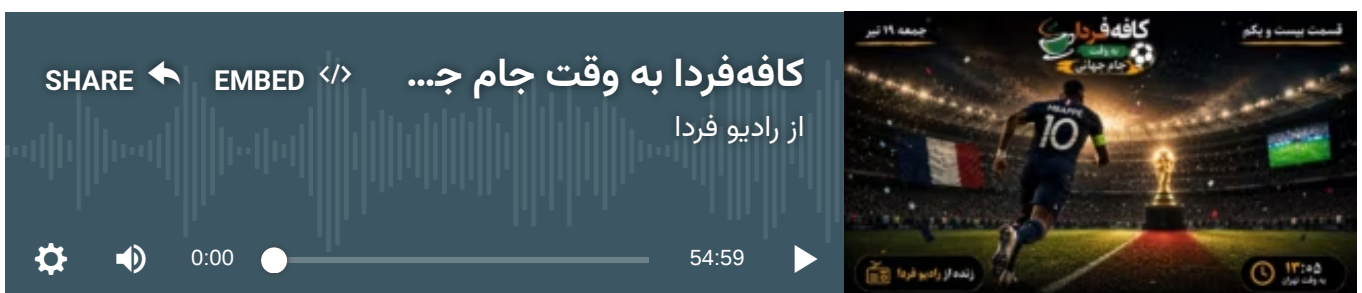 SHARE
EMBED </>
کافه‌فردا به وقت جام ج...
از رادیو فردا
0:00
54:59
قسمت بیست و یکم
کافه‌فردا
به وقت
جام جهانی
جمعه ۱۹ تیر
MBAPPE
10
زنده از رادیو فردا
۱۳:۰۵
به وقت تهران